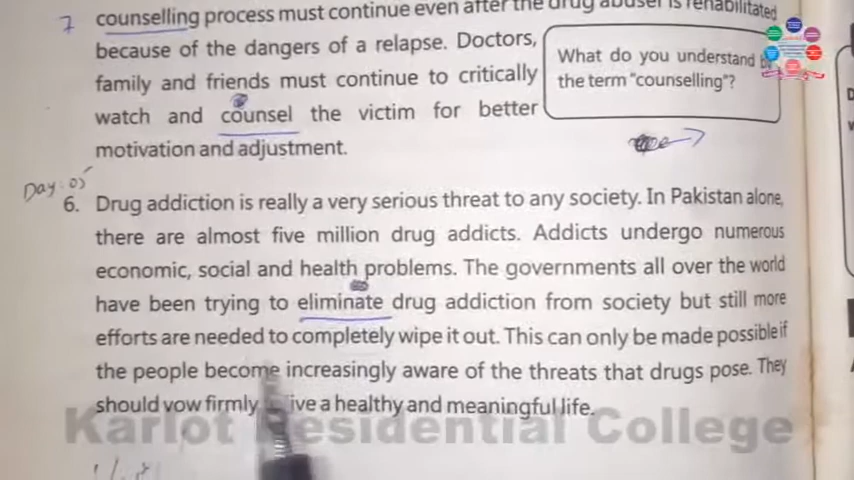 7 counselling process must continue even after the drug abuser is rehabilitated
because of the dangers of a relapse. Doctors,
family and friends must continue to critically
watch and counsel the victim for better
motivation and adjustment.
What do you understand by
the term "counselling"?
Day: 05
6. Drug addiction is really a very serious threat to any society. In Pakistan alone,
there are almost five million drug addicts. Addicts undergo numerous
economic, social and health problems. The governments all over the world
have been trying to eliminate drug addiction from society but still more
efforts are needed to completely wipe it out. This can only be made possible if
the people become increasingly aware of the threats that drugs pose. They
should vow firmly live a healthy and meaningful life.
Karlot Residential College